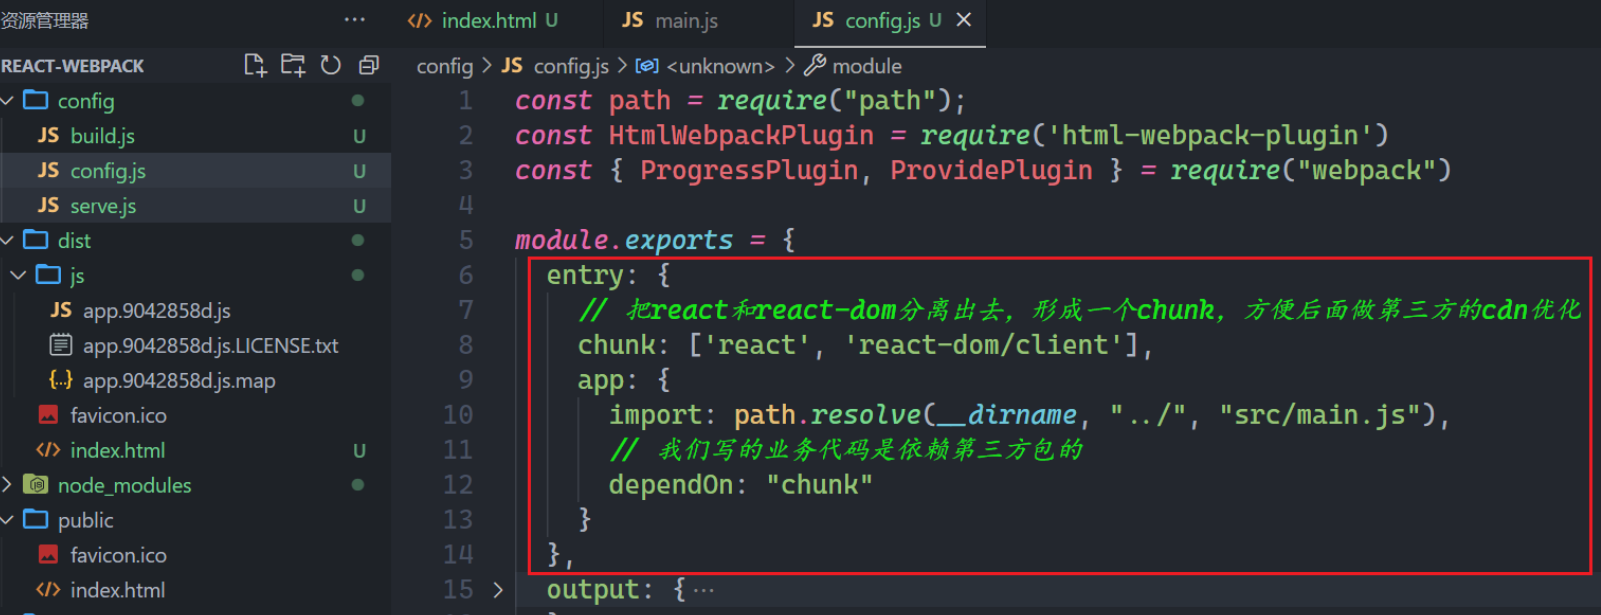 资源管理器
···
index.html U
JS main.js
JS config.js U
REACT-WEBPACK
config > JS config.js > <unknown> > module
config
JS build.js U
JS config.js U
JS serve.js U
dist
js
JS app.9042858d.js
app.9042858d.js.LICENSE.txt
{..} app.9042858d.js.map
favicon.ico
index.html U
node_modules
public
favicon.ico
index.html
1 const path = require("path");
2 const HtmlWebpackPlugin = require('html-webpack-plugin')
3 const { ProgressPlugin, ProvidePlugin } = require("webpack")
4
5 module.exports = {
6 entry: {
7 // 把react和react-dom分离出去，形成一个chunk，方便后面做第三方的cdn优化
8 chunk: ['react', 'react-dom/client'],
9 app: {
10 import: path.resolve(__dirname, "../", "src/main.js"),
11 // 我们写的业务代码是依赖第三方包的
12 dependOn: "chunk"
13 }
14 },
15 output: { ···